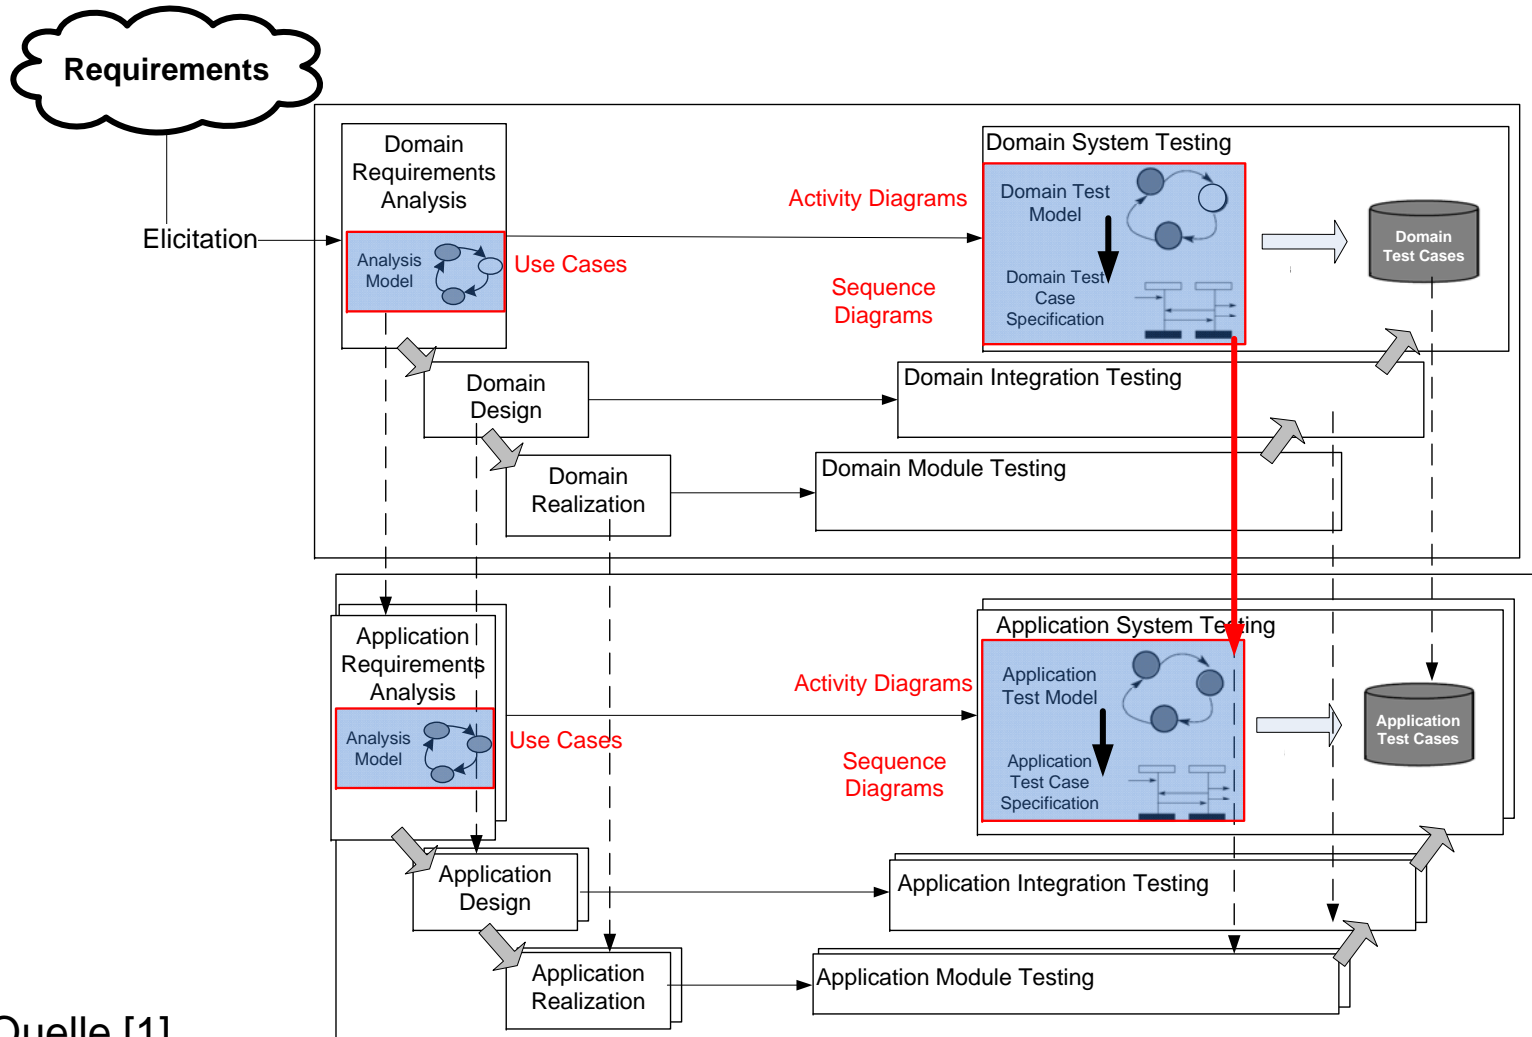 Requirements
Elicitation
Domain
Requirements
Analysis
Analysis
Model
Use Cases
Activity Diagrams
Sequence
Diagrams
Domain System Testing
Domain Test
Model
Domain Test
Case
Specification
Domain
Test Cases
Domain
Design
Domain Integration Testing
Domain
Realization
Domain Module Testing
Application
Requirements
Analysis
Analysis
Model
Use Cases
Activity Diagrams
Sequence
Diagrams
Application System Testing
Application
Test Model
Application
Test Case
Specification
Application
Test Cases
Application
Design
Application Integration Testing
Application
Realization
Application Module Testing
Quelle [1]